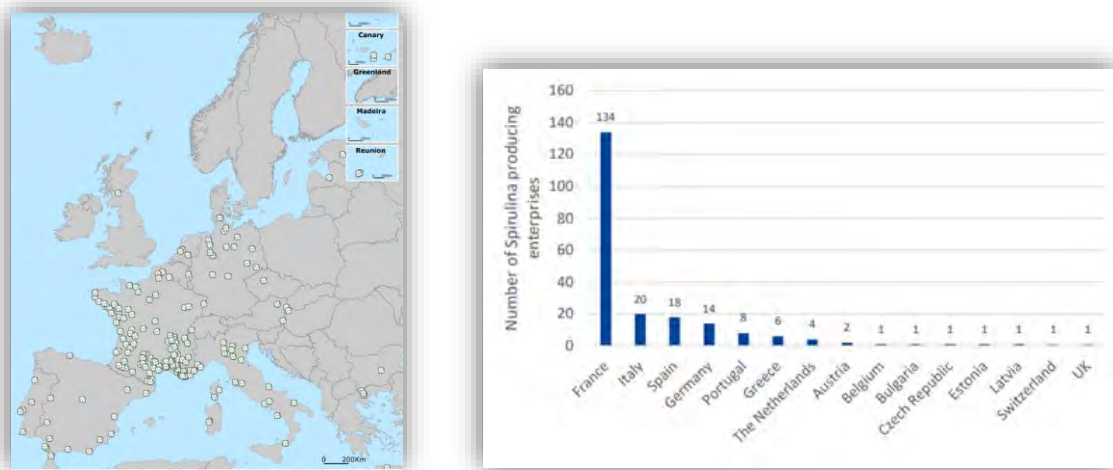 Canary
Greenland
Madeira
Reunion
0 200Km
Number of Spirulina producing
enterprises
160
140
120
100
80
60
40
20
0
134
20
18
14
8
6
4
2
1
1
1
1
1
1
1
France
Italy
Spain
Germany
Portugal
Greece
The Netherlands
Austria
Belgium
Bulgaria
Czech Republic
Estonia
Latvia
Switzerland
UK